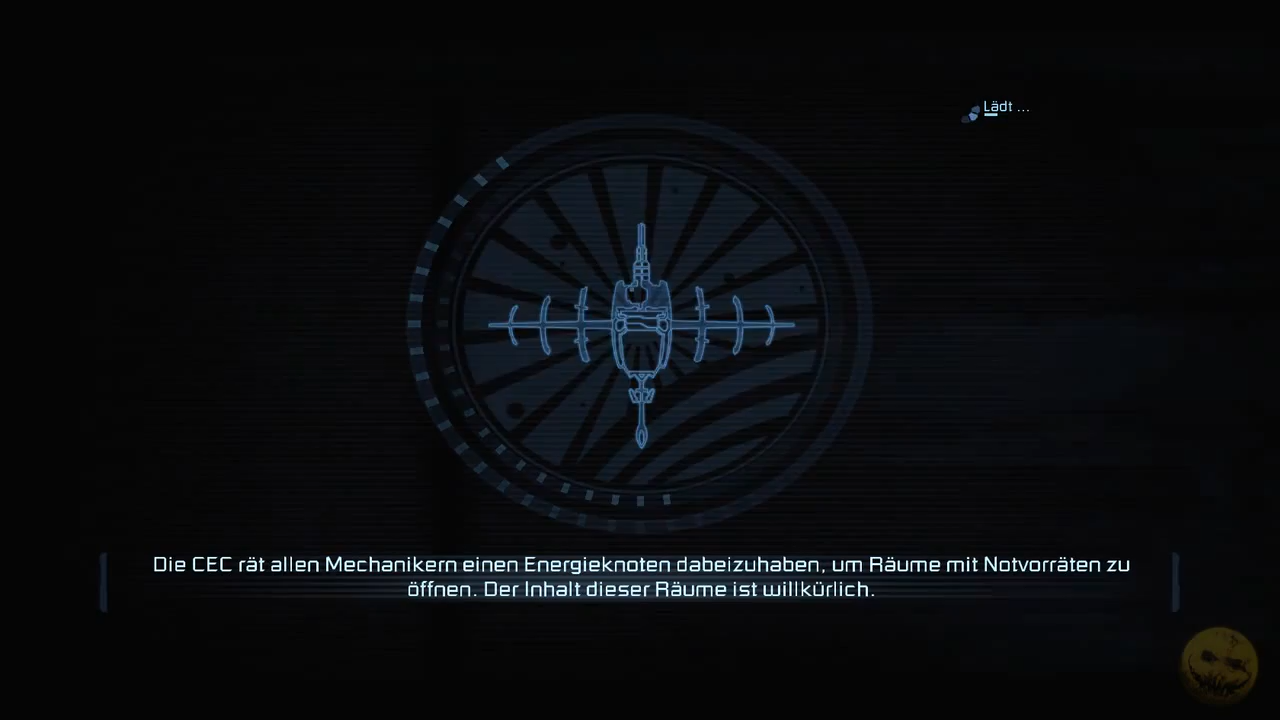 Lädt ...
Die CEC rät allen Mechanikern einen Energieknoten dabeizuhaben, um Räume mit Notvorräten zu
öffnen. Der Inhalt dieser Räume ist willkürlich.